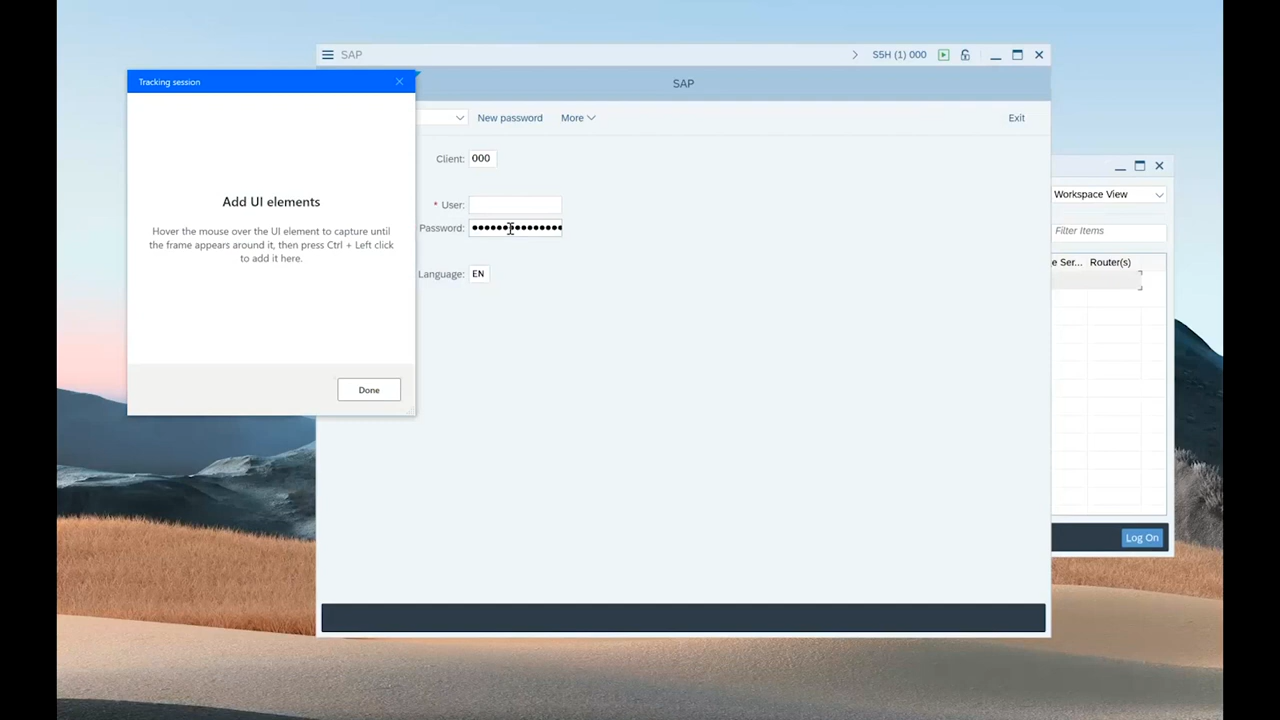 SAP
S5H (1) 000
Tracking session
SAP
New password
More
Exit
Client:
000
* User:
Password:
●●●●●●●●●●●●●●●
Language:
EN
Add UI elements
Hover the mouse over the UI element to capture until
the frame appears around it, then press Ctrl + Left click
to add it here.
Done
Workspace View
Filter Items
e Ser...
Router(s)
Log On